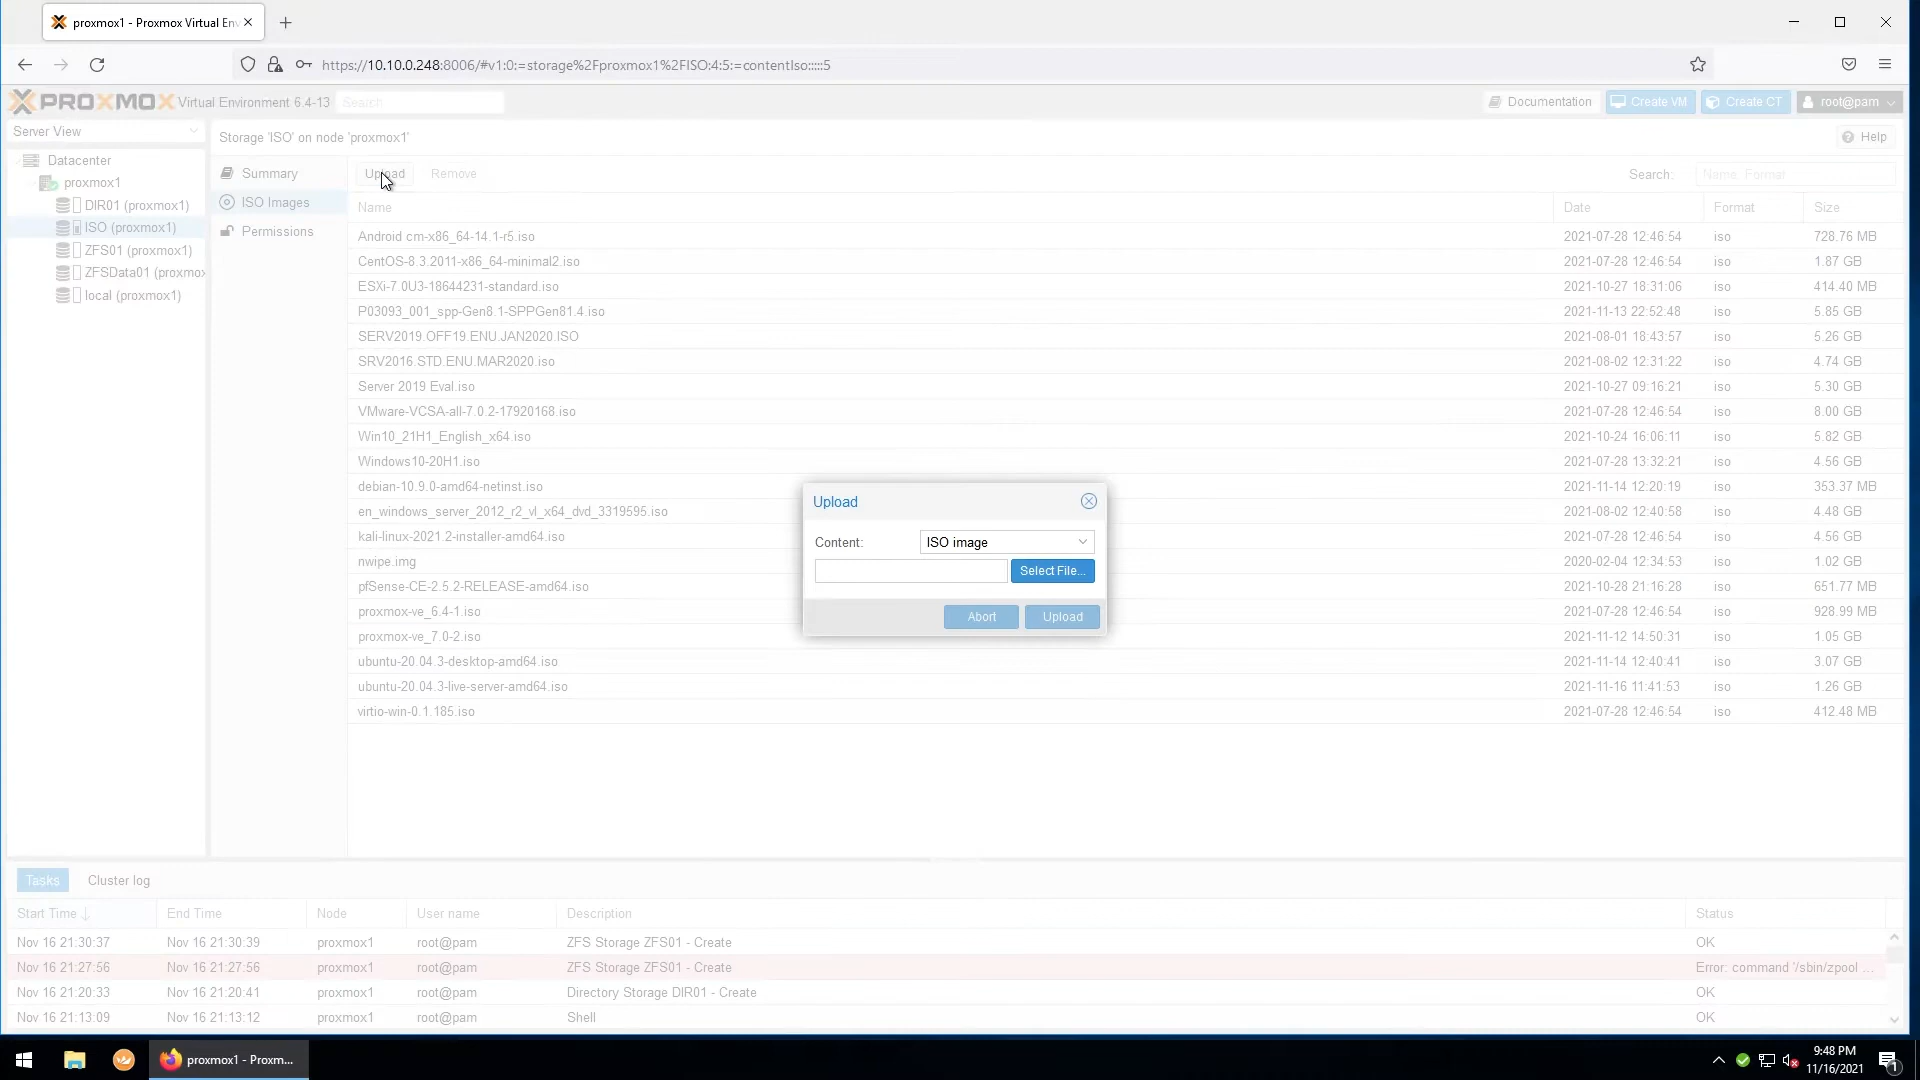 proxmox1 - Proxmox Virtual En
https://10.10.0.248:8006/#v1:0:=storage%2Fproxmox1%2FISO:4:5:=contentIso:::::5
PROXMOX Virtual Environment 6.4-13 Search Documentation Create VM Create CT root@pam
Server View
Storage 'ISO' on node 'proxmox1' Help
Datacenter
proxmox1
DIR01 (proxmox1)
ISO (proxmox1)
ZFS01 (proxmox1)
ZFSData01 (proxmox
local (proxmox1)
Summary
ISO Images
Permissions
Upload Remove Search: Name, Format
Name Date Format Size
Android cm-x86_64-14.1-r5.iso 2021-07-28 12:46:54 iso 728.76 MB
CentOS-8.3.2011-x86_64-minimal2.iso 2021-07-28 12:46:54 iso 1.87 GB
ESXi-7.0U3-18644231-standard.iso 2021-10-27 18:31:06 iso 414.40 MB
P03093_001_spp-Gen8.1-SPPGen81.4.iso 2021-11-13 22:52:48 iso 5.85 GB
SERV2019.OFF19.ENU.JAN2020.ISO 2021-08-01 18:43:57 iso 5.26 GB
SRV2016.STD.ENU.MAR2020.iso 2021-08-02 12:31:22 iso 4.74 GB
Server 2019 Eval.iso 2021-10-27 09:16:21 iso 5.30 GB
VMware-VCSA-all-7.0.2-17920168.iso 2021-07-28 12:46:54 iso 8.00 GB
Win10_21H1_English_x64.iso 2021-10-24 16:06:11 iso 5.82 GB
Windows10-20H1.iso 2021-07-28 13:32:21 iso 4.56 GB
debian-10.9.0-amd64-netinst.iso 2021-11-14 12:20:19 iso 353.37 MB
en_windows_server_2012_r2_vl_x64_dvd_3319595.iso 2021-08-02 12:40:58 iso 4.48 GB
kali-linux-2021.2-installer-amd64.iso 2021-07-28 12:46:54 iso 4.56 GB
nwipe.img 2020-02-04 12:34:53 iso 1.02 GB
pfSense-CE-2.5.2-RELEASE-amd64.iso 2021-10-28 21:16:28 iso 651.77 MB
proxmox-ve_6.4-1.iso 2021-07-28 12:46:54 iso 928.99 MB
proxmox-ve_7.0-2.iso 2021-11-12 14:50:31 iso 1.05 GB
ubuntu-20.04.3-desktop-amd64.iso 2021-11-14 12:40:41 iso 3.07 GB
ubuntu-20.04.3-live-server-amd64.iso 2021-11-16 11:41:53 iso 1.26 GB
virtio-win-0.1.185.iso 2021-07-28 12:46:54 iso 412.48 MB
Upload
Content: ISO image
Select File...
Abort Upload
Tasks Cluster log
Start Time End Time Node User name Description Status
Nov 16 21:30:37 Nov 16 21:30:39 proxmox1 root@pam ZFS Storage ZFS01 - Create OK
Nov 16 21:27:56 Nov 16 21:27:56 proxmox1 root@pam ZFS Storage ZFS01 - Create Error: command '/sbin/zpool ...
Nov 16 21:20:33 Nov 16 21:20:41 proxmox1 root@pam Directory Storage DIR01 - Create OK
Nov 16 21:13:09 Nov 16 21:13:12 proxmox1 root@pam Shell OK
proxmox1 - Proxm...
9:48 PM
11/16/2021
1